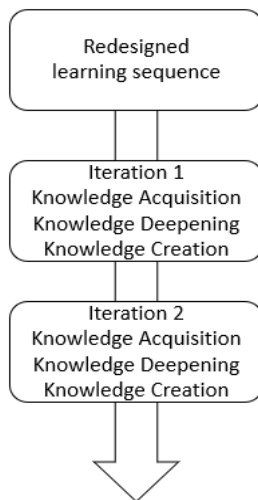 Redesigned
learning sequence
Iteration 1
Knowledge Acquisition
Knowledge Deepening
Knowledge Creation
Iteration 2
Knowledge Acquisition
Knowledge Deepening
Knowledge Creation